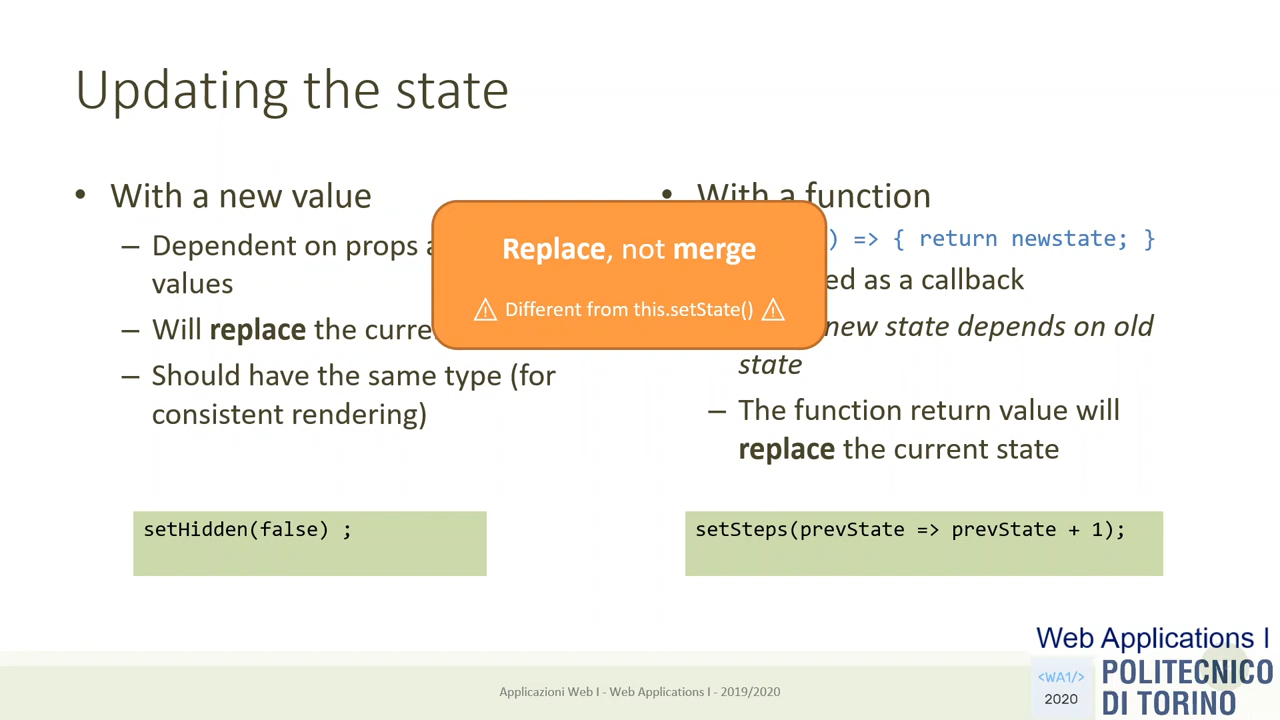 Updating the state
• With a new value
– Dependent on props
values
– Will replace the
– Should have the same type (for
consistent rendering)
setHidden(false) ;
Replace, not merge
⚠ Different from this.setState() ⚠
• With a function
) => { return newstate; }
as a callback
new state depends on old
state
– The function return value will
replace the current state
setSteps(prevState => prevState + 1);
Applicazioni Web I - Web Applications I - 2019/2020
Web Applications I
<WA1/>
2020
POLITECNICO
DI TORINO